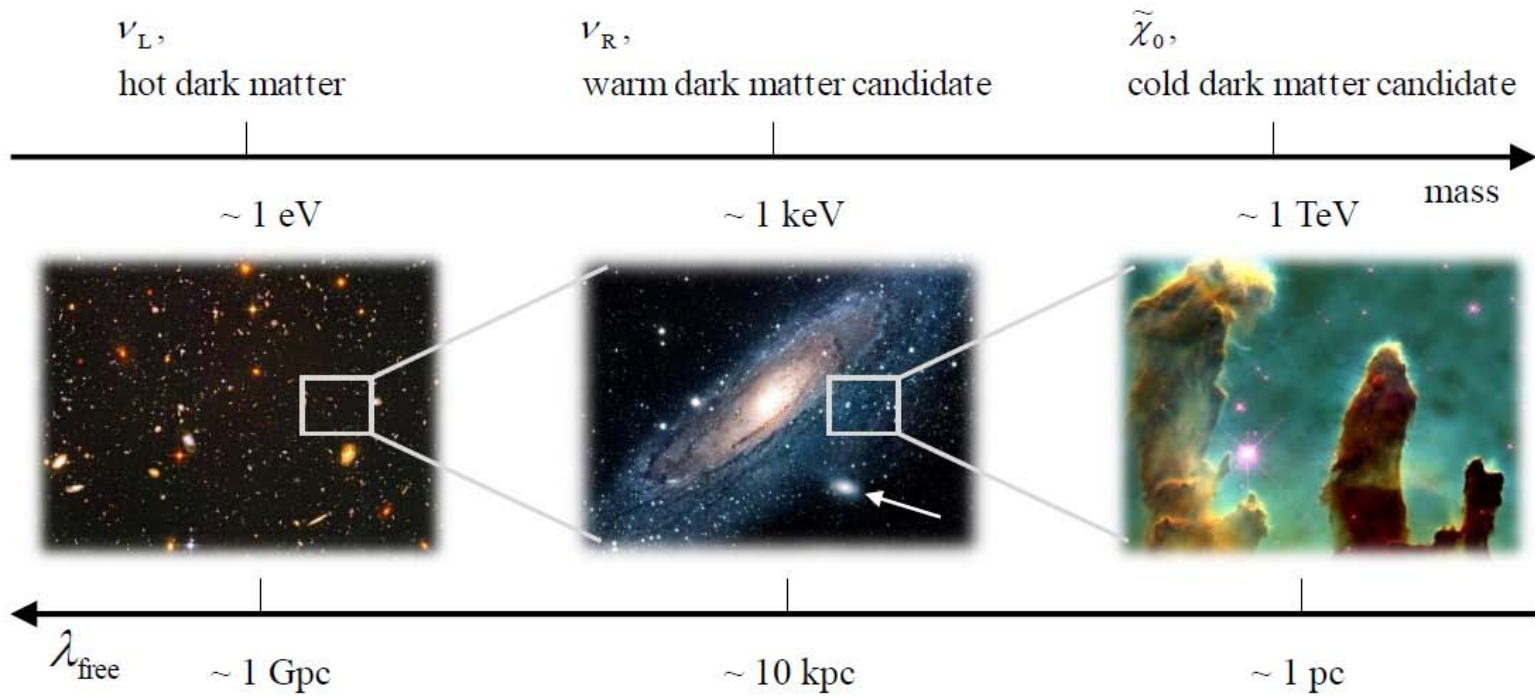 ν_L, ν_R, χ̃_0,
hot dark matter warm dark matter candidate cold dark matter candidate
mass
~ 1 eV ~ 1 keV ~ 1 TeV
λ_free ~ 1 Gpc ~ 10 kpc ~ 1 pc